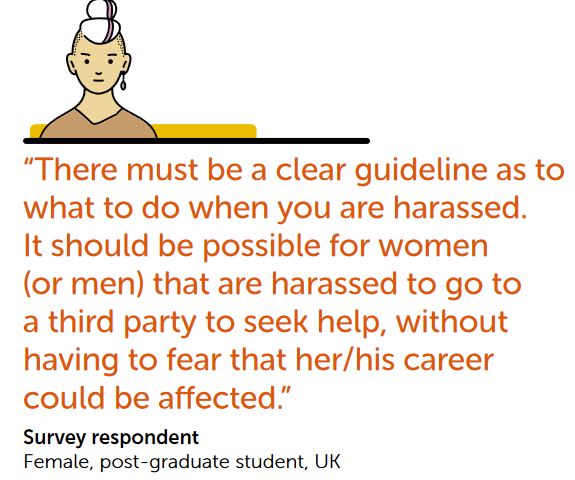 “There must be a clear guideline as to
what to do when you are harassed.
It should be possible for women
(or men) that are harassed to go to
a third party to seek help, without
having to fear that her/his career
could be affected.”
Survey respondent
Female, post-graduate student, UK